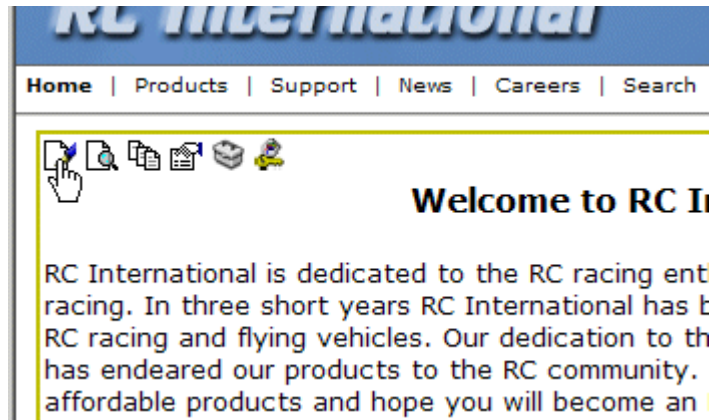 RC International
Home | Products | Support | News | Careers | Search
Welcome to RC
RC International is dedicated to the RC racing
racing. In three short years RC International has
RC racing and flying vehicles. Our dedication to
has endeared our products to the RC community.
affordable products and hope you will become an